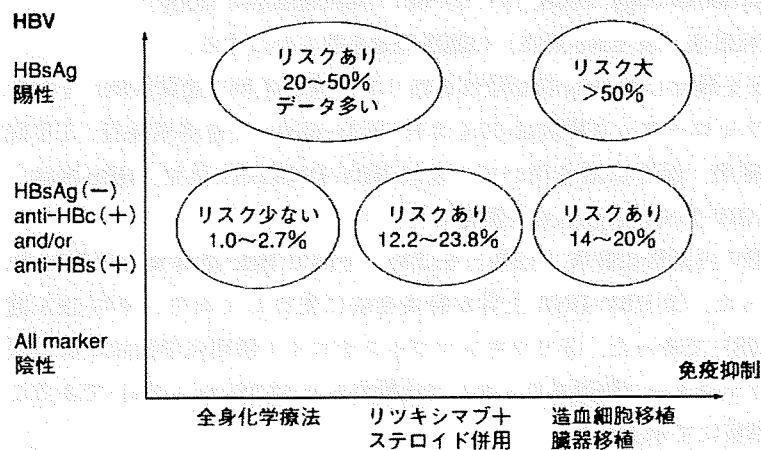 HBV
HBsAg
陽性
リスクあり
20~50%
データ多い
リスク大
>50%
HBsAg(-)
anti-HBc(+)
and/or
anti-HBs(+)
リスク少ない
1.0~2.7%
リスクあり
12.2~23.8%
リスクあり
14~20%
All marker
陰性
免疫抑制
全身化学療法
リツキシマブ+
ステロイド併用
造血細胞移植
臓器移植